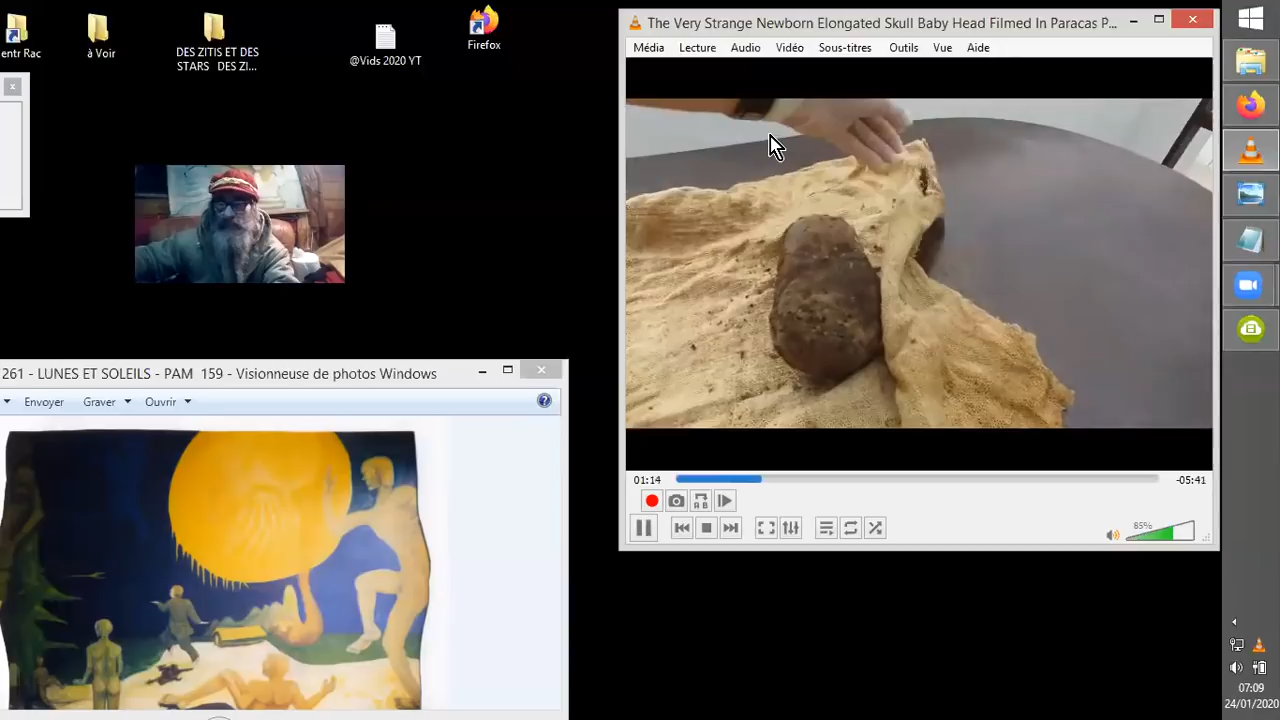 entr Rac
à Voir
DES ZITIS ET DES
STARS DES ZI...
@Vids 2020 YT
Firefox
The Very Strange Newborn Elongated Skull Baby Head Filmed In Paracas P...
Média Lecture Audio Vidéo Sous-titres Outils Vue Aide
261 - LUNES ET SOLEILS - PAM 159 - Visionneuse de photos Windows
Envoyer Graver Ouvrir
01:14
-05:41
A B
85%
07:09
24/01/2020